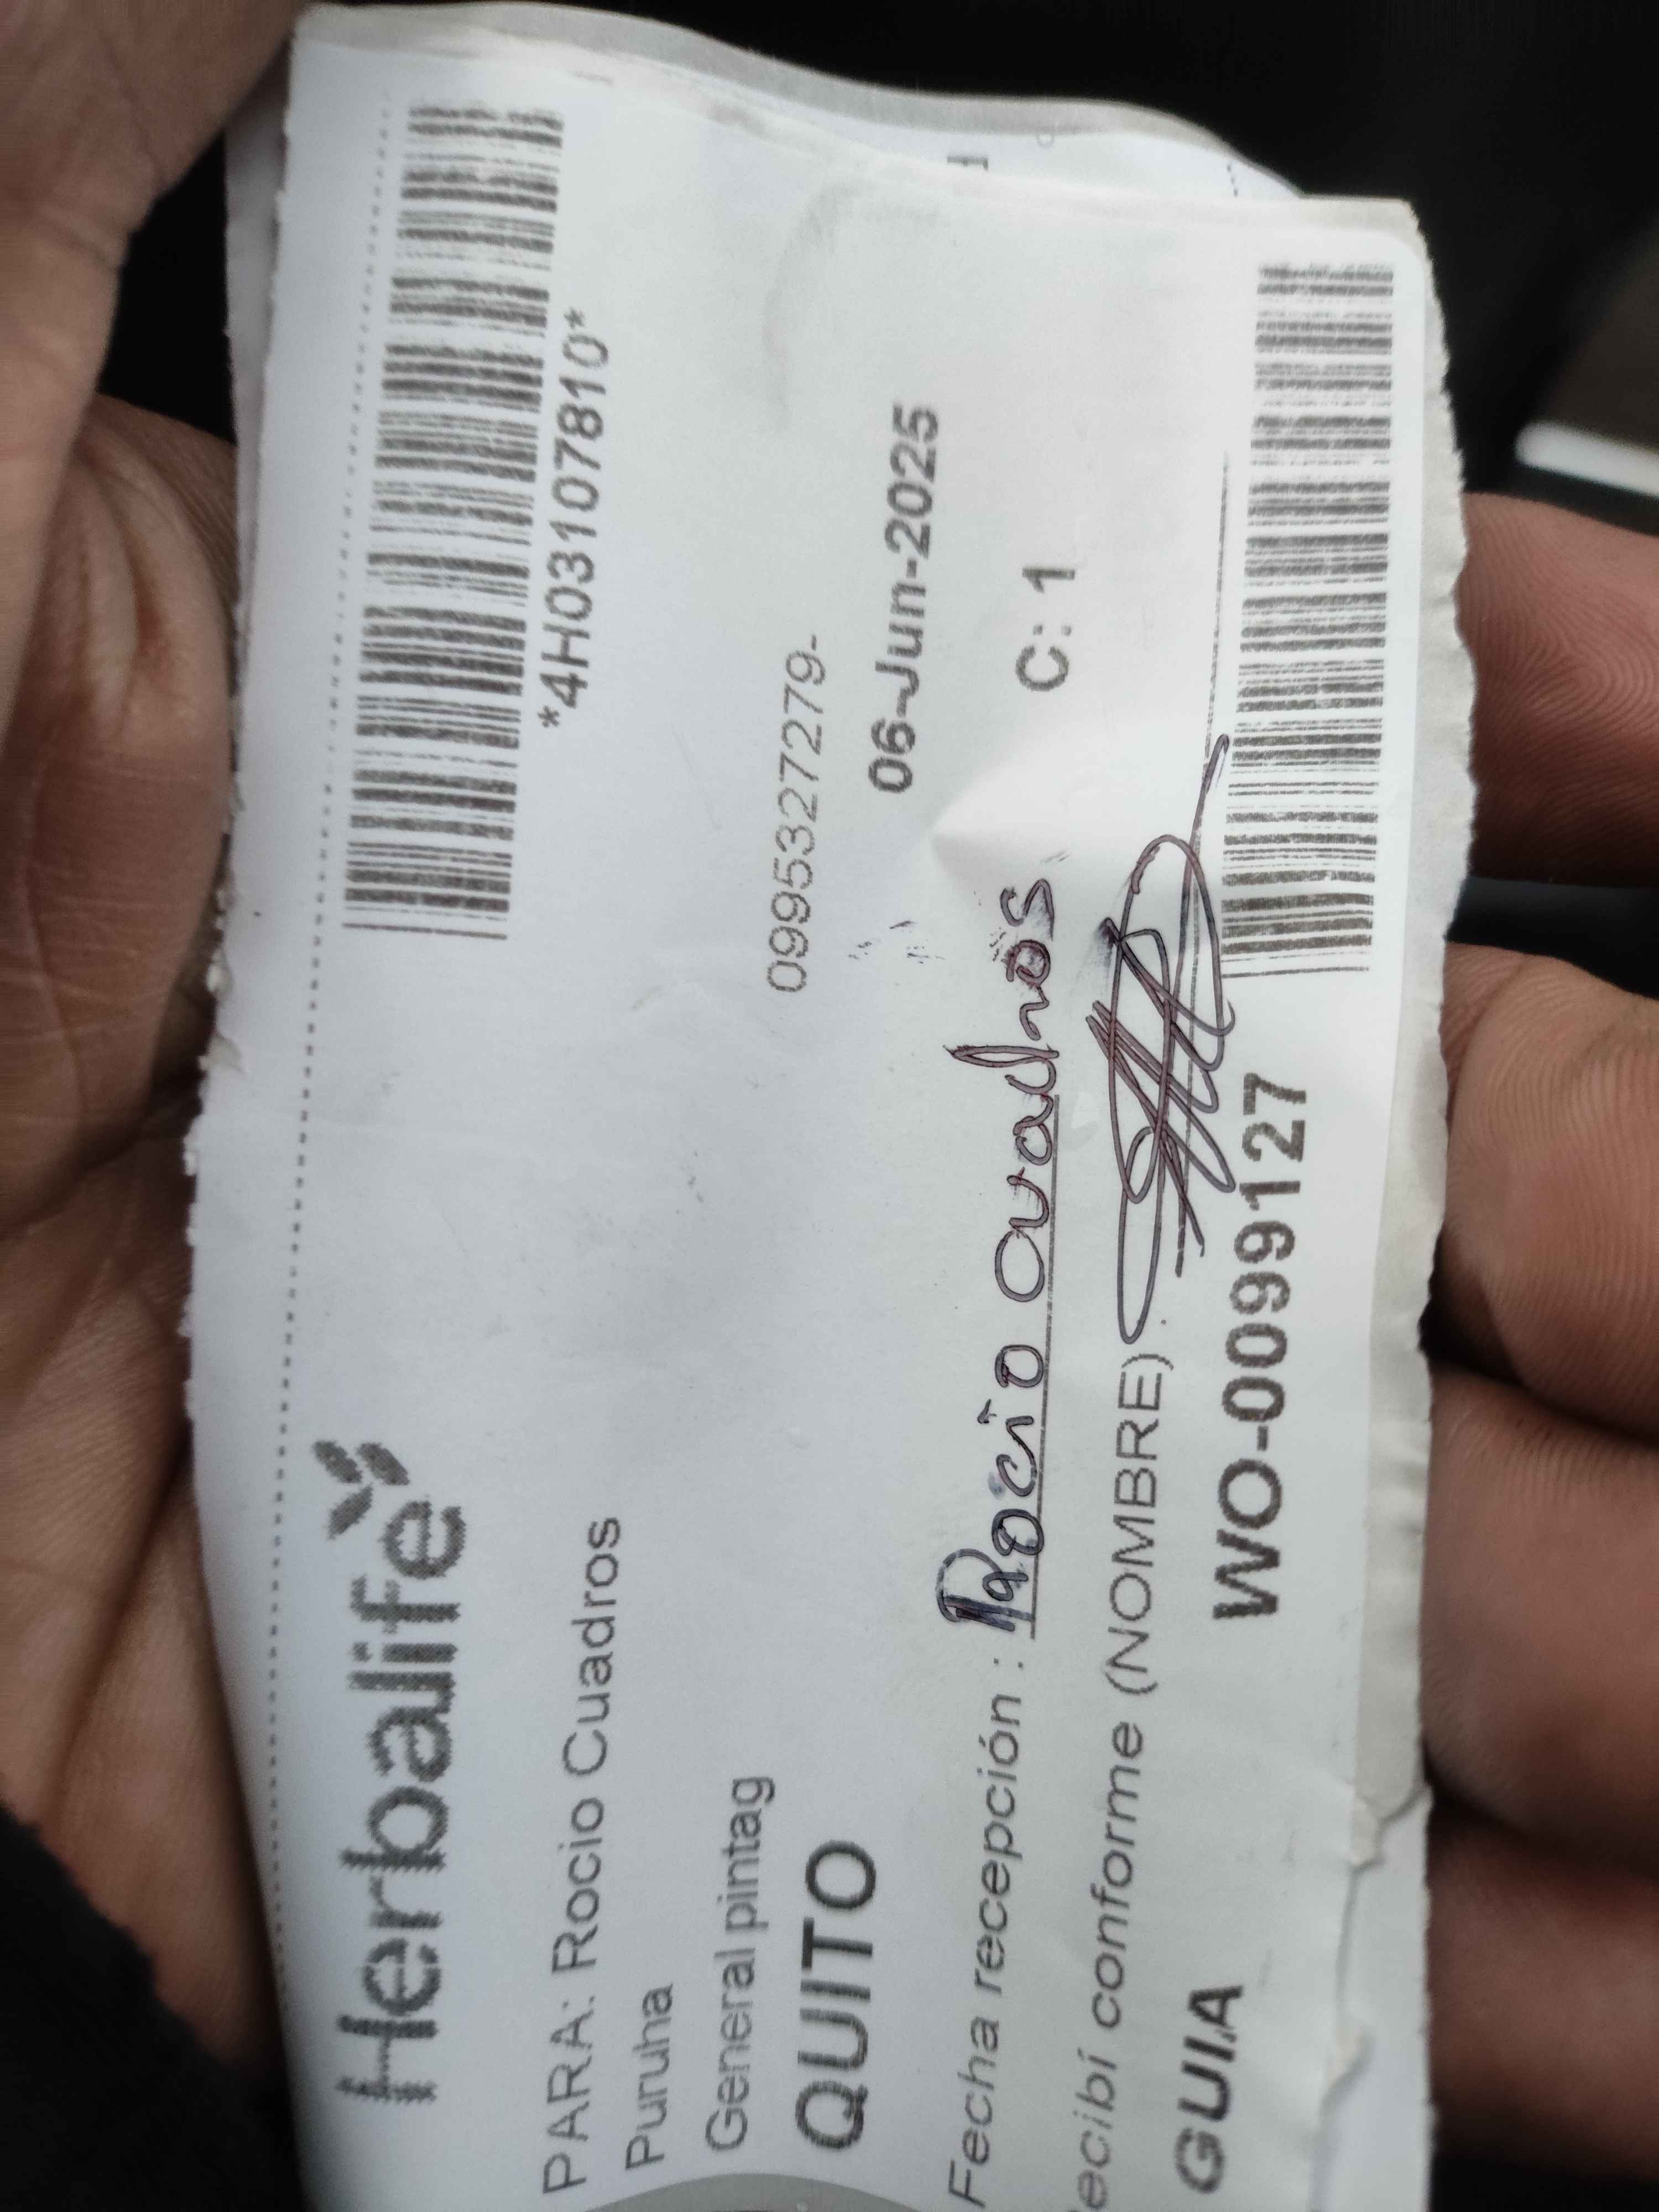 Herbalife
*4H03107810*
PARA: Rocio Cuadros
Puruha
General pintag
0995327279-
QUITO
06-Jun-2025
Fecha recepción : Rocio cuadros
C: 1
ecibí conforme (NOMBRE)
GUIA
WO-0099127